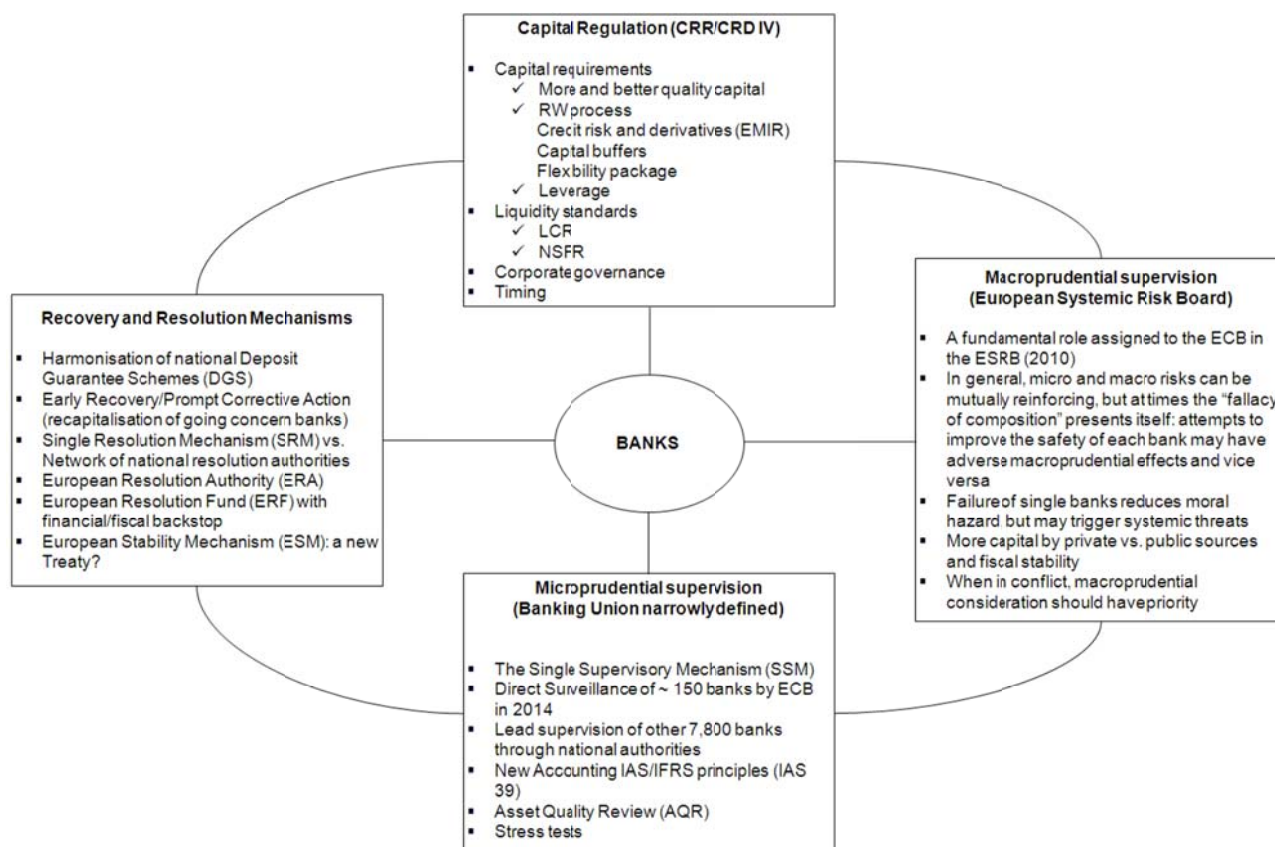 Capital Regulation (CRR/CRD IV)
▪ Capital requirements
✓ More and better quality capital
✓ RW process
Credit risk and derivatives (EMIR)
Captal buffers
Flexbility package
✓ Leverage
▪ Liquidity standards
✓ LCR
✓ NSFR
▪ Corporate governance
▪ Timing
Recovery and Resolution Mechanisms
▪ Harmonisation of national Deposit
Guarantee Schemes (DGS)
▪ Early Recovery/Prompt Corrective Action
(recapitalisation of going concern banks)
▪ Single Resolution Mechanism (SRM) vs.
Network of national resolution authorities
▪ European Resolution Authority (ERA)
▪ European Resolution Fund (ERF) with
financial/fiscal backstop
▪ European Stability Mechanism (ESM): a new
Treaty?
BANKS
Macroprudential supervision
(European Systemic Risk Board)
▪ A fundamental role assigned to the ECB in
the ESRB (2010)
▪ In general, micro and macro risks can be
mutually reinforcing, but at times the “fallacy
of composition” presents itself: attempts to
improve the safety of each bank may have
adverse macroprudential effects and vice
versa
▪ Failure of single banks reduces moral
hazard but may trigger systemic threats
▪ More capital by private vs. public sources
and fiscal stability
▪ When in conflict, macroprudential
consideration should have priority
Microprudential supervision
(Banking Union narrowly defined)
▪ The Single Supervisory Mechanism (SSM)
▪ Direct Surveillance of ~ 150 banks by ECB
in 2014
▪ Lead supervision of other 7,800 banks
through national authorities
▪ New Accounting IAS/IFRS principles (IAS
39)
▪ Asset Quality Review (AQR)
▪ Stress tests